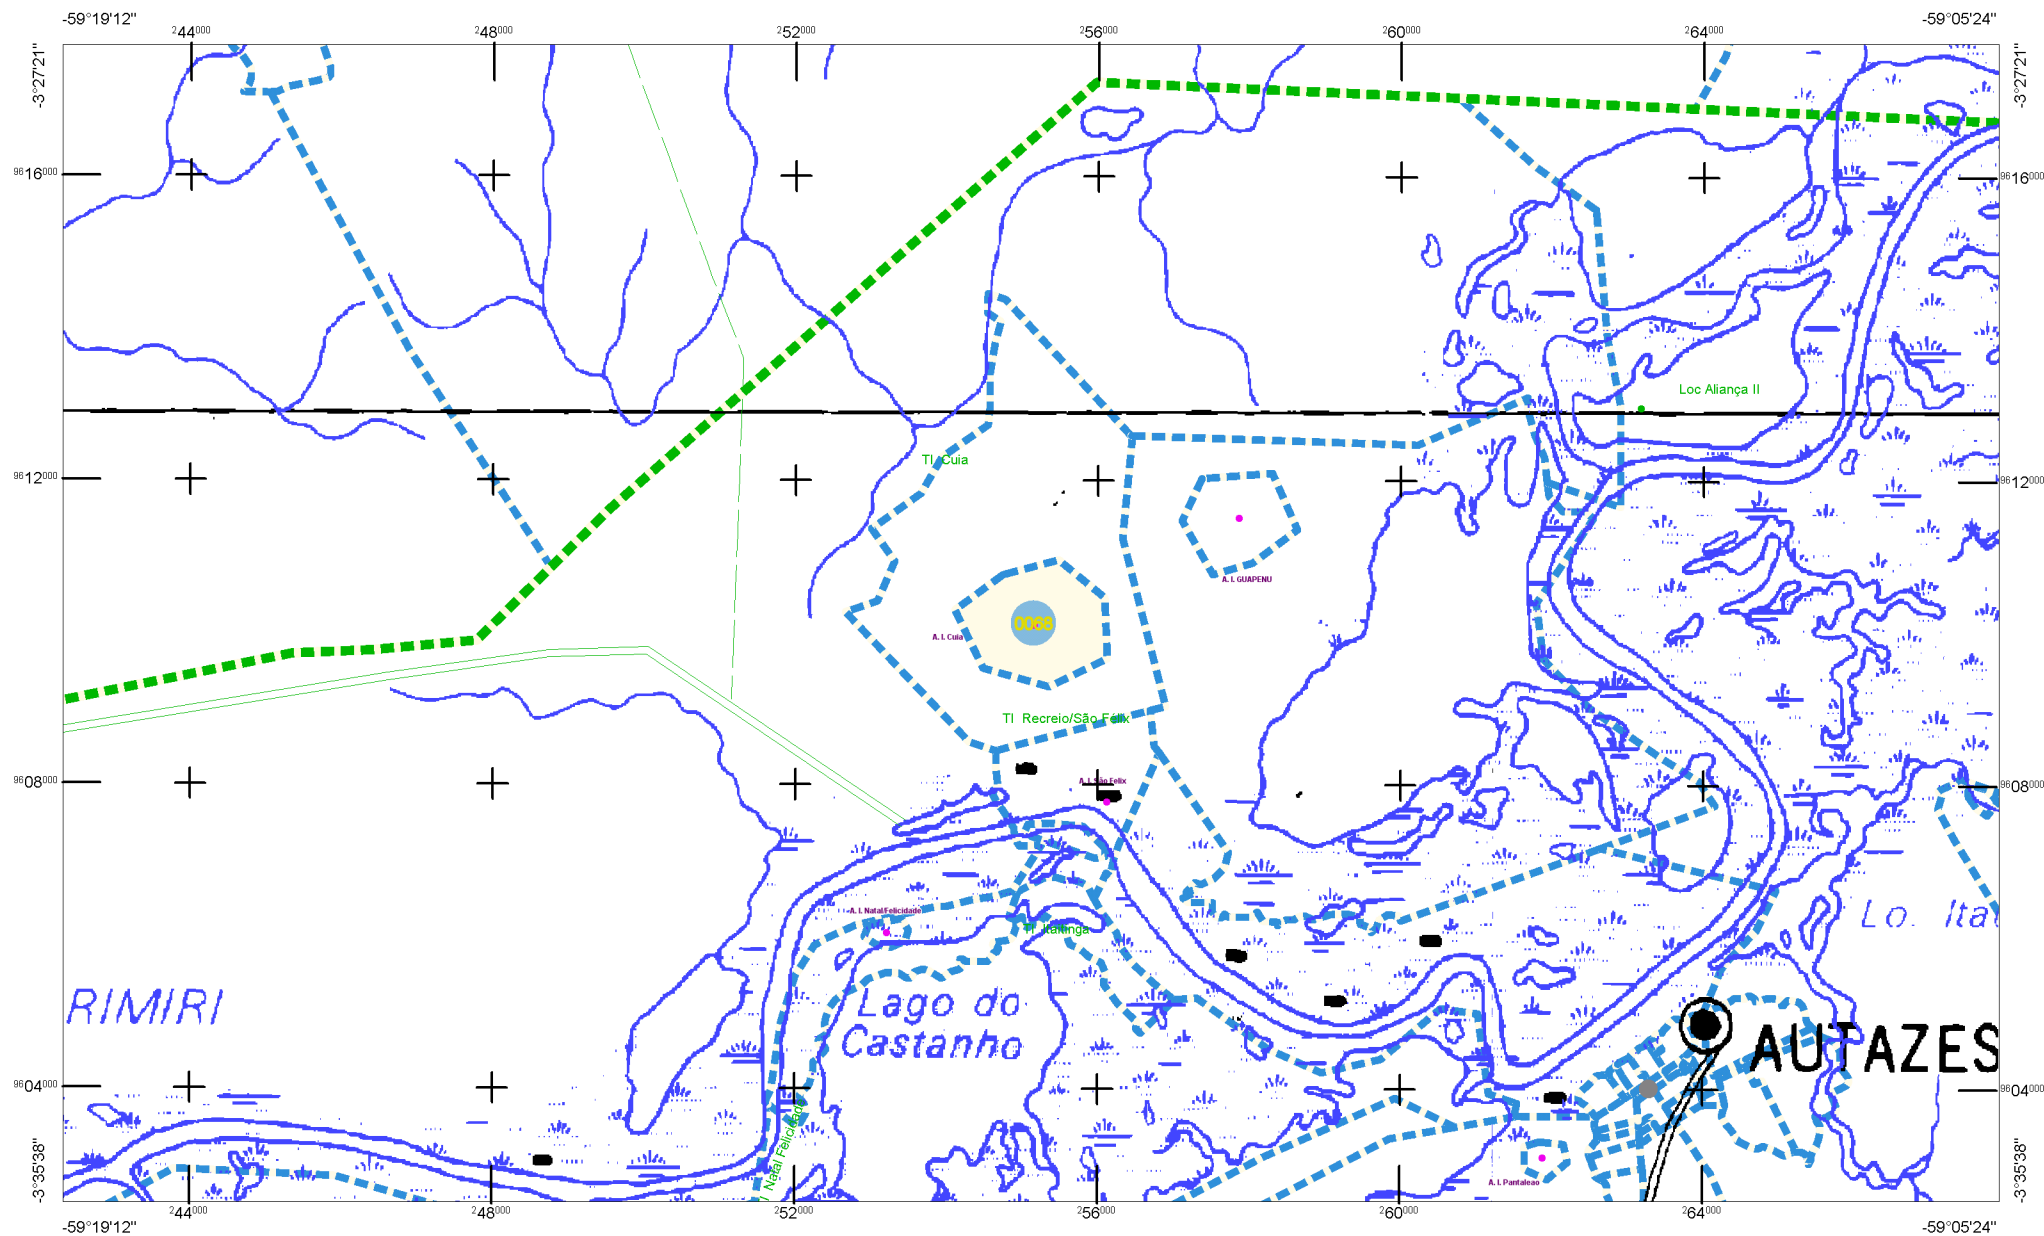 -59°19'12"
-59°05'24"
244000
248000
252000
256000
260000
264000
-3°27'21"
-3°27'21"
9616000
9616000
Loc Aliança II
TI Cuia
9612000
9612000
A. I. GUAPENU
0068
A. I. Cuia
TI Recreio/São Félix
A. I. São Felix
9608000
9608000
A. I. Natal/Felicidade
Lo. Ita
RIMIRI
Lago do
Castanho
AUTAZES
9604000
9604000
Natal Felicidade
-3°35'38"
-3°35'38"
A. I. Pantaleao
244000
248000
252000
256000
260000
264000
-59°19'12"
-59°05'24"